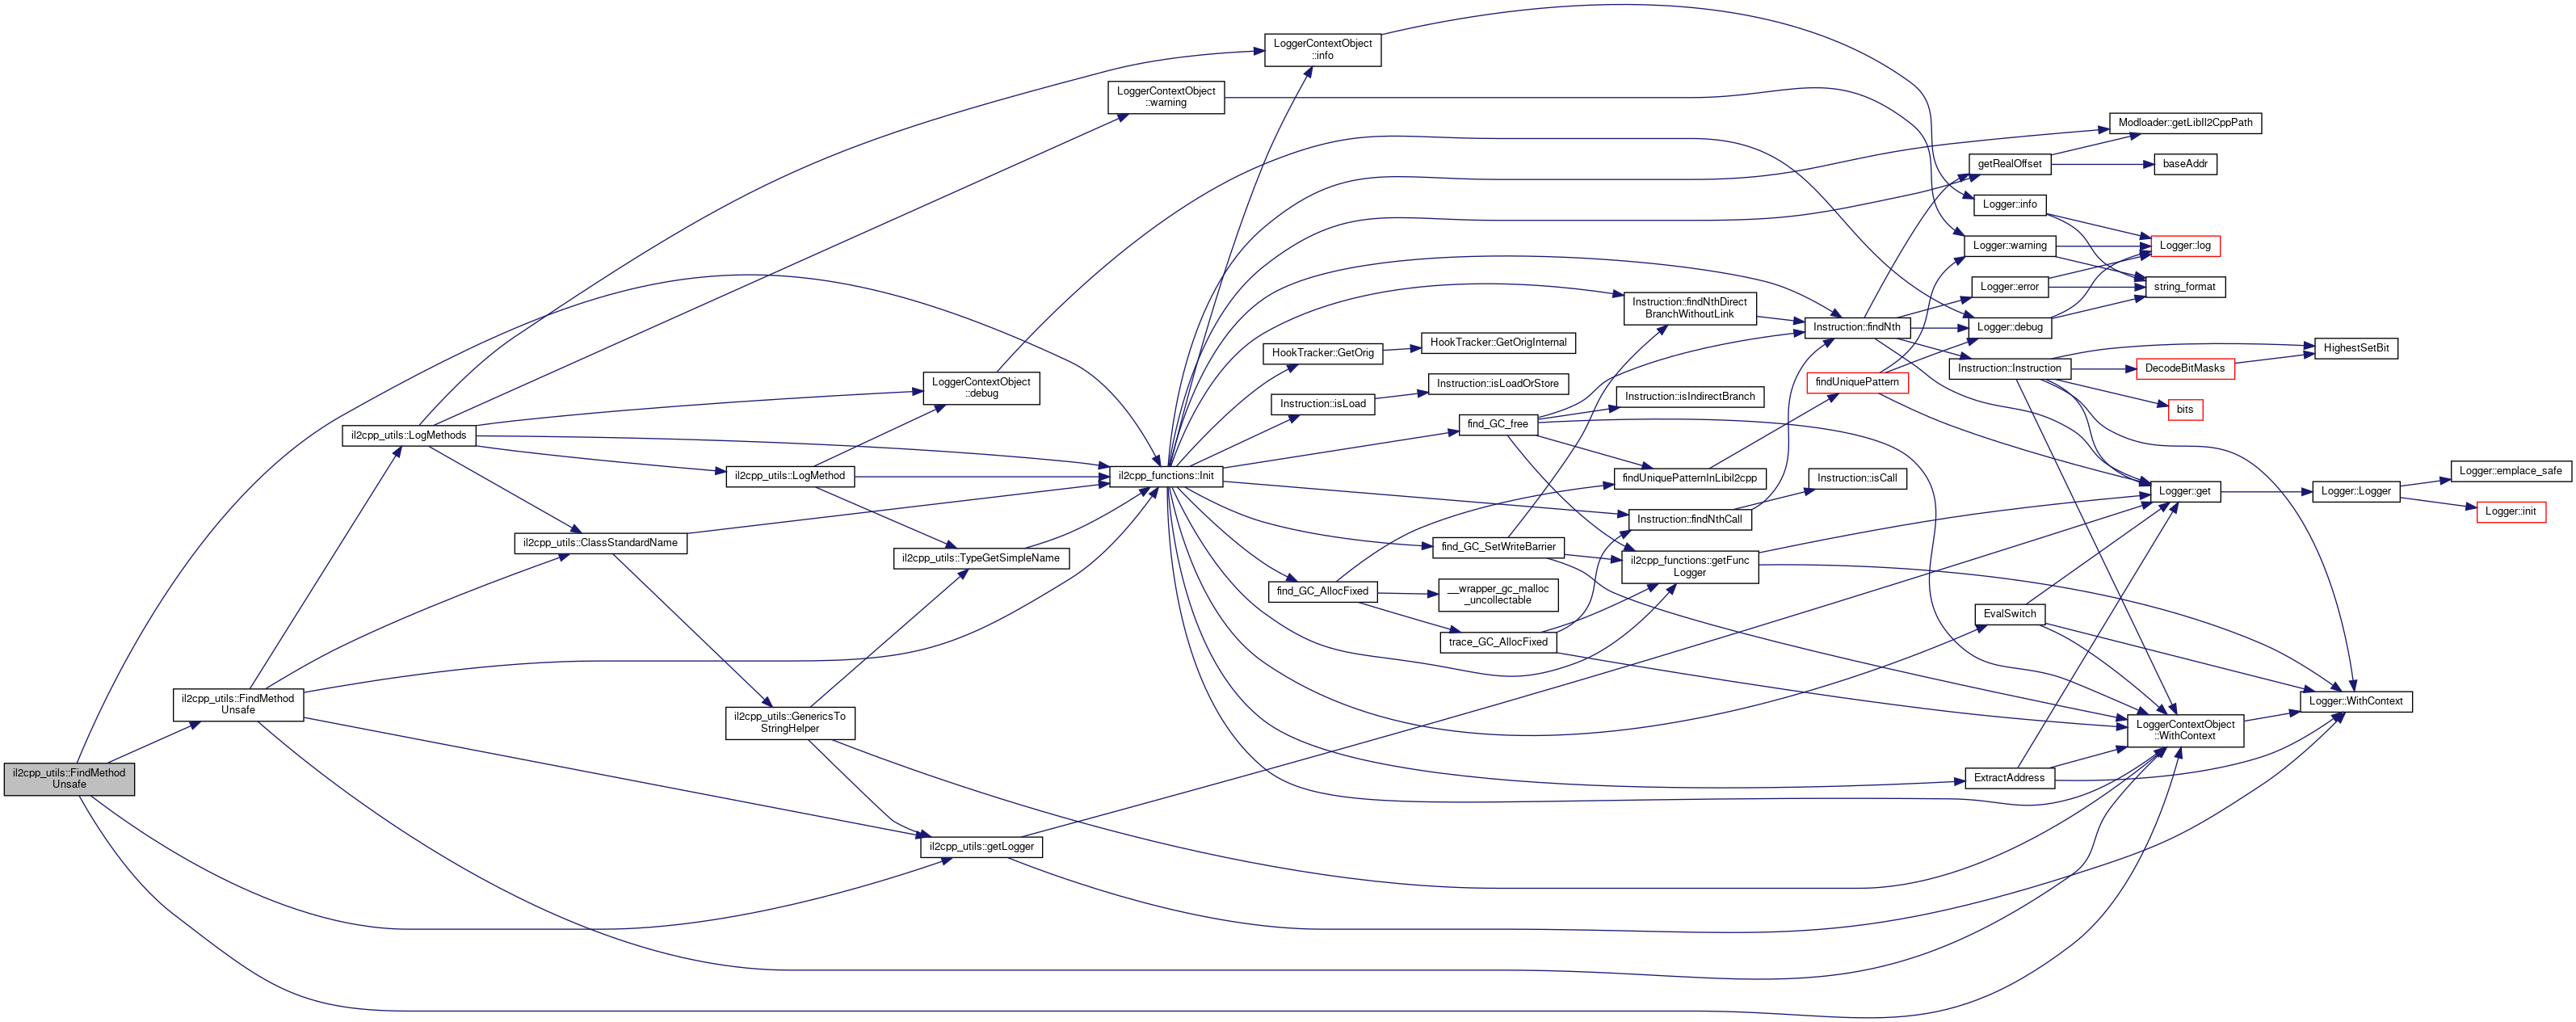 LoggerContextObject
::info
LoggerContextObject
::warning
Modloader::getLibIl2CppPath
getRealOffset
baseAddr
Logger::info
Logger::warning
Logger::log
Logger::error
string_format
Instruction::findNthDirect
BranchWithoutLink
Instruction::findNth
Logger::debug
HookTracker::GetOrig
HookTracker::GetOrigInternal
HighestSetBit
Instruction::Instruction
DecodeBitMasks
LoggerContextObject
::debug
Instruction::isLoadOrStore
findUniquePattern
Instruction::isLoad
Instruction::isIndirectBranch
bits
find_GC_free
il2cpp_utils::LogMethods
il2cpp_utils::LogMethod
il2cpp_functions::Init
findUniquePatternInLibil2cpp
Instruction::isCall
Logger::emplace_safe
Logger::get
Logger::Logger
Logger::init
Instruction::findNthCall
il2cpp_utils::ClassStandardName
find_GC_SetWriteBarrier
il2cpp_utils::TypeGetSimpleName
il2cpp_functions::getFunc
Logger
find_GC_AllocFixed
__wrapper_gc_malloc
_uncollectable
EvalSwitch
trace_GC_AllocFixed
il2cpp_utils::FindMethod
Unsafe
Logger::WithContext
il2cpp_utils::GenericsTo
StringHelper
LoggerContextObject
::WithContext
il2cpp_utils::FindMethod
Unsafe
ExtractAddress
il2cpp_utils::getLogger